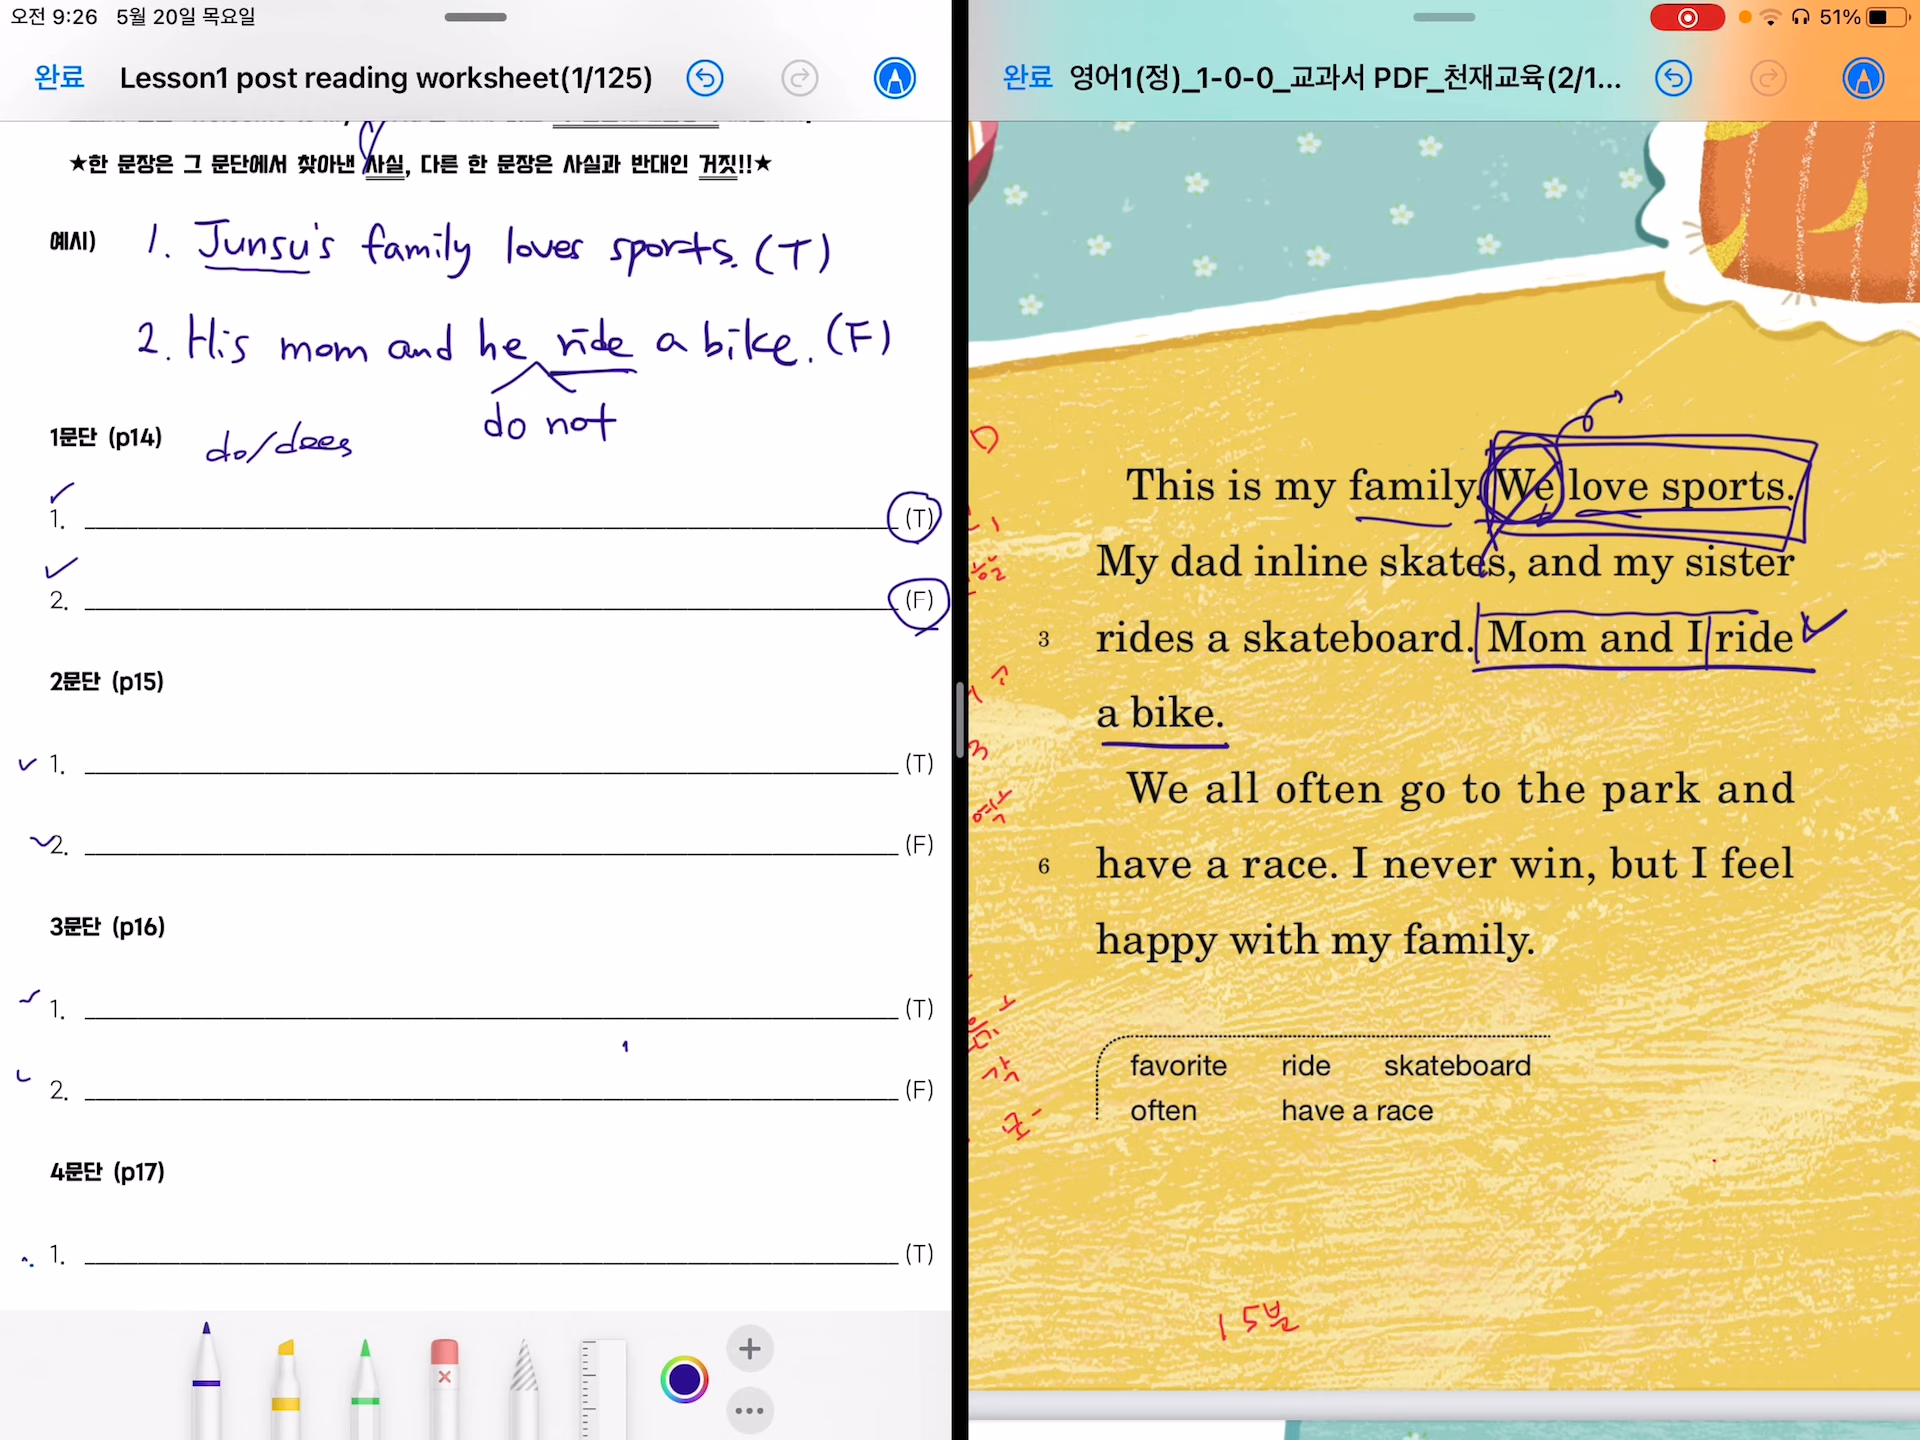 오전 9:26 5월 20일 목요일
51%
완료 Lesson1 post reading worksheet(1/125)
★한 문장은 그 문단에서 찾아낸 사실, 다른 한 문장은 사실과 반대인 거짓!!★
예시) 1. Junsu's family loves sports. (T)
2. His mom and he ride a bike. (F)
do not
1문단 (p14) do/does
1. (T)
2. (F)
2문단 (p15)
1. (T)
2. (F)
3문단 (p16)
1. (T)
2. (F)
4문단 (p17)
1. (T)
완료 영어1(정)_1-0-0_교과서 PDF_천재교육(2/1...
This is my family. We love sports.
My dad inline skates, and my sister
3 rides a skateboard. Mom and I ride
a bike.
We all often go to the park and
6 have a race. I never win, but I feel
happy with my family.
favorite ride skateboard
often have a race
15분